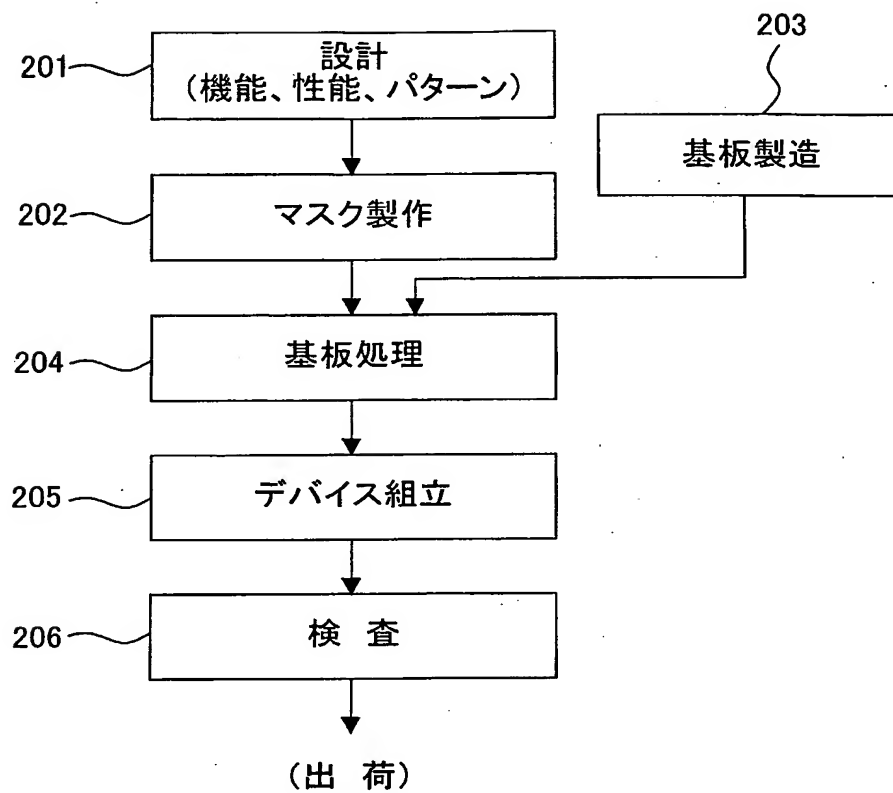 201
設計
(機能、性能、パターン)
203
基板製造
202
マスク製作
204
基板処理
205
デバイス組立
206
検 査
(出 荷)